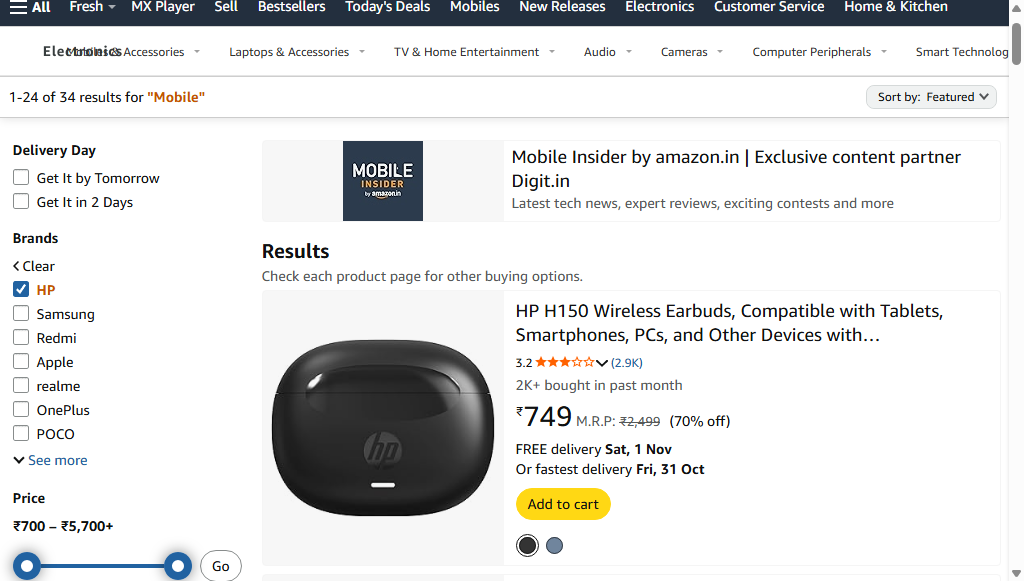 All Fresh MX Player Sell Bestsellers Today's Deals Mobiles New Releases Electronics Customer Service Home & Kitchen
Electronics Mobiles & Accessories Laptops & Accessories TV & Home Entertainment Audio Cameras Computer Peripherals Smart Technolog
1-24 of 34 results for "Mobile"
Sort by: Featured
Delivery Day
Get It by Tomorrow
Get It in 2 Days
Brands
Clear
HP
Samsung
Redmi
Apple
realme
OnePlus
POCO
See more
Price
₹700 – ₹5,700+
Go
MOBILE
INSIDER
by amazon.in
Mobile Insider by amazon.in | Exclusive content partner
Digit.in
Latest tech news, expert reviews, exciting contests and more
Results
Check each product page for other buying options.
hp
HP H150 Wireless Earbuds, Compatible with Tablets,
Smartphones, PCs, and Other Devices with…
3.2 (2.9K)
2K+ bought in past month
₹749 M.R.P: ₹2,499 (70% off)
FREE delivery Sat, 1 Nov
Or fastest delivery Fri, 31 Oct
Add to cart